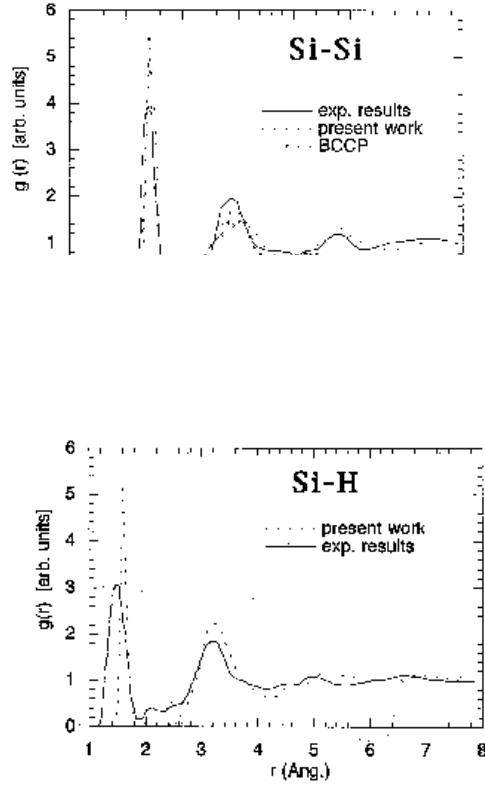 6
Si-Si
5
exp. results
present work
BCCP
4
g (r) [arb. units]
3
2
1
6
Si-H
5
present work
exp. results
4
g(r) [arb. units]
3
2
1
0
1 2 3 4 5 6 7 8
r (Ang.)